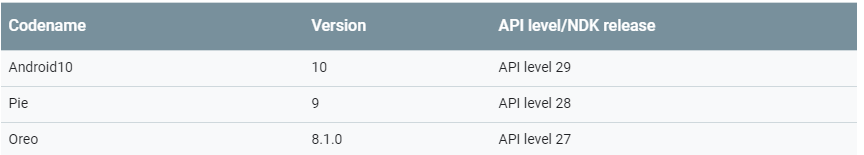 Codename Version API level/NDK release
Android10 10 API level 29
Pie 9 API level 28
Oreo 8.1.0 API level 27